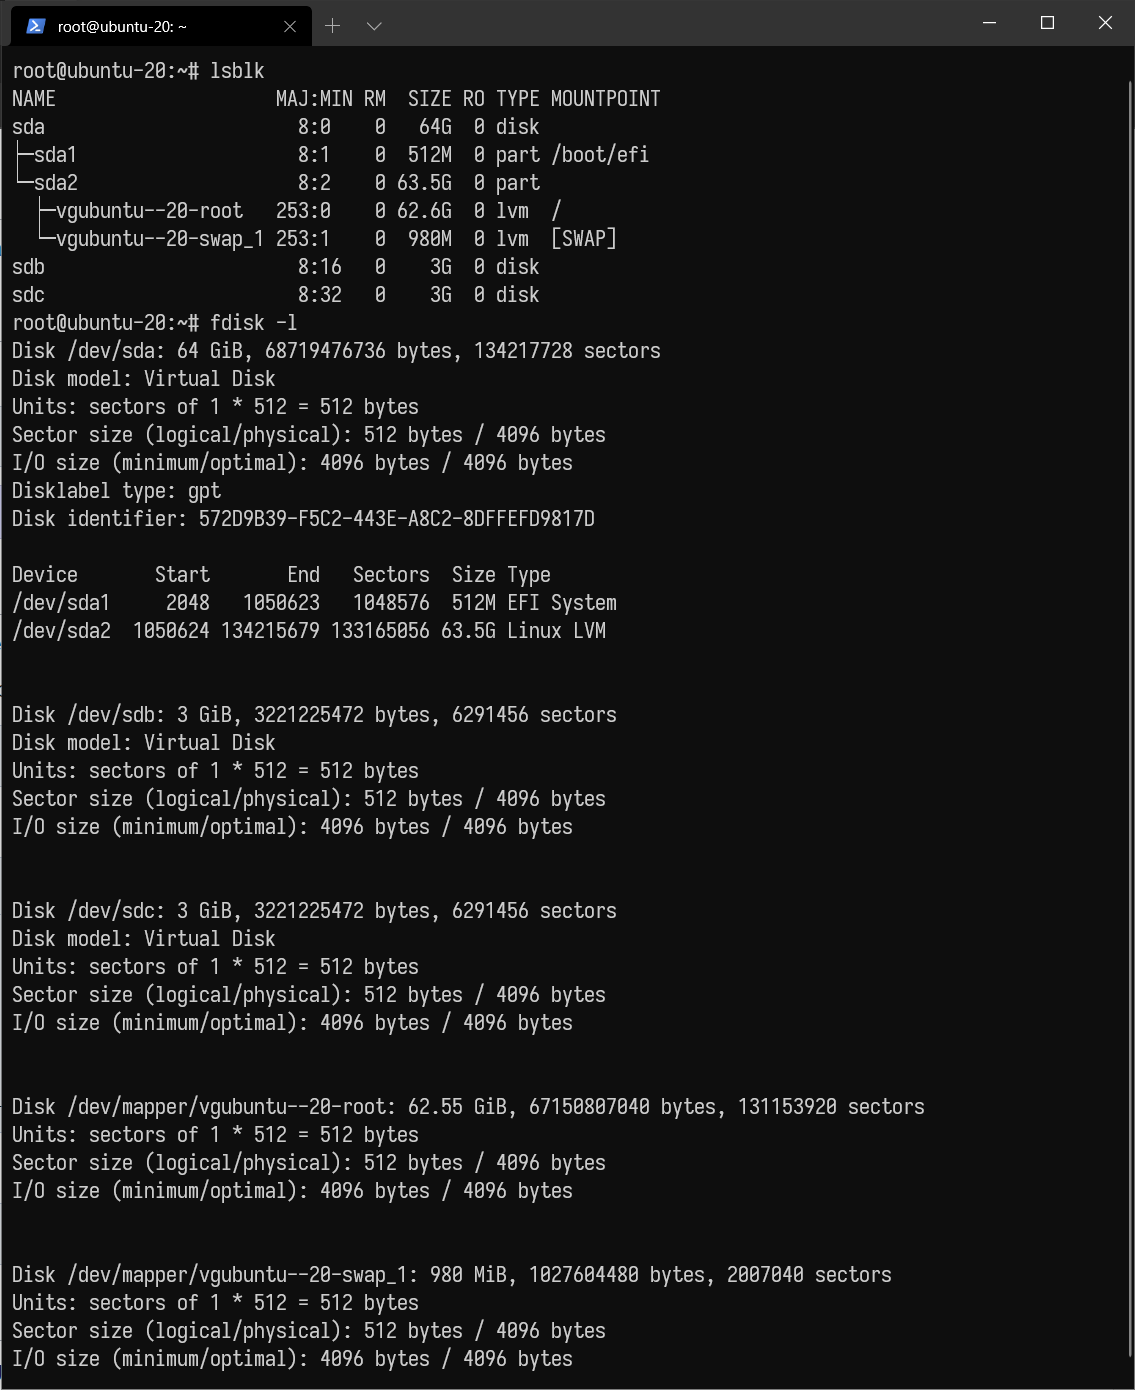 root@ubuntu-20: ~
root@ubuntu-20:~# lsblk
NAME                    MAJ:MIN RM  SIZE RO TYPE MOUNTPOINT
sda                       8:0    0   64G  0 disk
├─sda1                    8:1    0  512M  0 part /boot/efi
└─sda2                    8:2    0 63.5G  0 part
  ├─vgubuntu--20-root   253:0    0 62.6G  0 lvm  /
  └─vgubuntu--20-swap_1 253:1    0  980M  0 lvm  [SWAP]
sdb                       8:16   0    3G  0 disk
sdc                       8:32   0    3G  0 disk
root@ubuntu-20:~# fdisk -l
Disk /dev/sda: 64 GiB, 68719476736 bytes, 134217728 sectors
Disk model: Virtual Disk
Units: sectors of 1 * 512 = 512 bytes
Sector size (logical/physical): 512 bytes / 4096 bytes
I/O size (minimum/optimal): 4096 bytes / 4096 bytes
Disklabel type: gpt
Disk identifier: 572D9B39-F5C2-443E-A8C2-8DFFEFD9817D

Device       Start       End   Sectors  Size Type
/dev/sda1     2048   1050623   1048576  512M EFI System
/dev/sda2  1050624 134215679 133165056 63.5G Linux LVM


Disk /dev/sdb: 3 GiB, 3221225472 bytes, 6291456 sectors
Disk model: Virtual Disk
Units: sectors of 1 * 512 = 512 bytes
Sector size (logical/physical): 512 bytes / 4096 bytes
I/O size (minimum/optimal): 4096 bytes / 4096 bytes


Disk /dev/sdc: 3 GiB, 3221225472 bytes, 6291456 sectors
Disk model: Virtual Disk
Units: sectors of 1 * 512 = 512 bytes
Sector size (logical/physical): 512 bytes / 4096 bytes
I/O size (minimum/optimal): 4096 bytes / 4096 bytes


Disk /dev/mapper/vgubuntu--20-root: 62.55 GiB, 67150807040 bytes, 131153920 sectors
Units: sectors of 1 * 512 = 512 bytes
Sector size (logical/physical): 512 bytes / 4096 bytes
I/O size (minimum/optimal): 4096 bytes / 4096 bytes


Disk /dev/mapper/vgubuntu--20-swap_1: 980 MiB, 1027604480 bytes, 2007040 sectors
Units: sectors of 1 * 512 = 512 bytes
Sector size (logical/physical): 512 bytes / 4096 bytes
I/O size (minimum/optimal): 4096 bytes / 4096 bytes